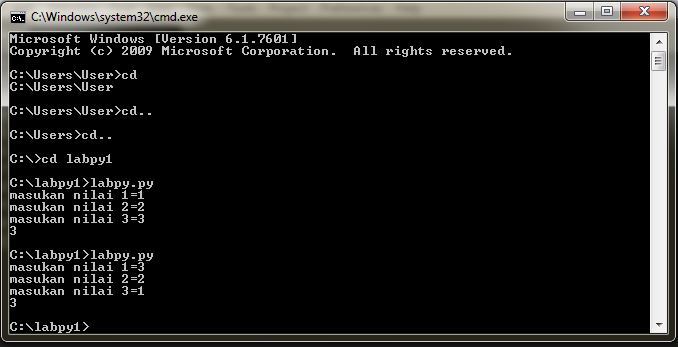 C:\Windows\system32\cmd.exe
Microsoft Windows [Version 6.1.7601]
Copyright (c) 2009 Microsoft Corporation.  All rights reserved.
C:\Users\User>cd
C:\Users\User
C:\Users\User>cd..
C:\Users>cd..
C:\>cd labpy1
C:\labpy1>labpy.py
masukan nilai 1=1
masukan nilai 2=2
masukan nilai 3=3
3
C:\labpy1>labpy.py
masukan nilai 1=3
masukan nilai 2=2
masukan nilai 3=1
3
C:\labpy1>